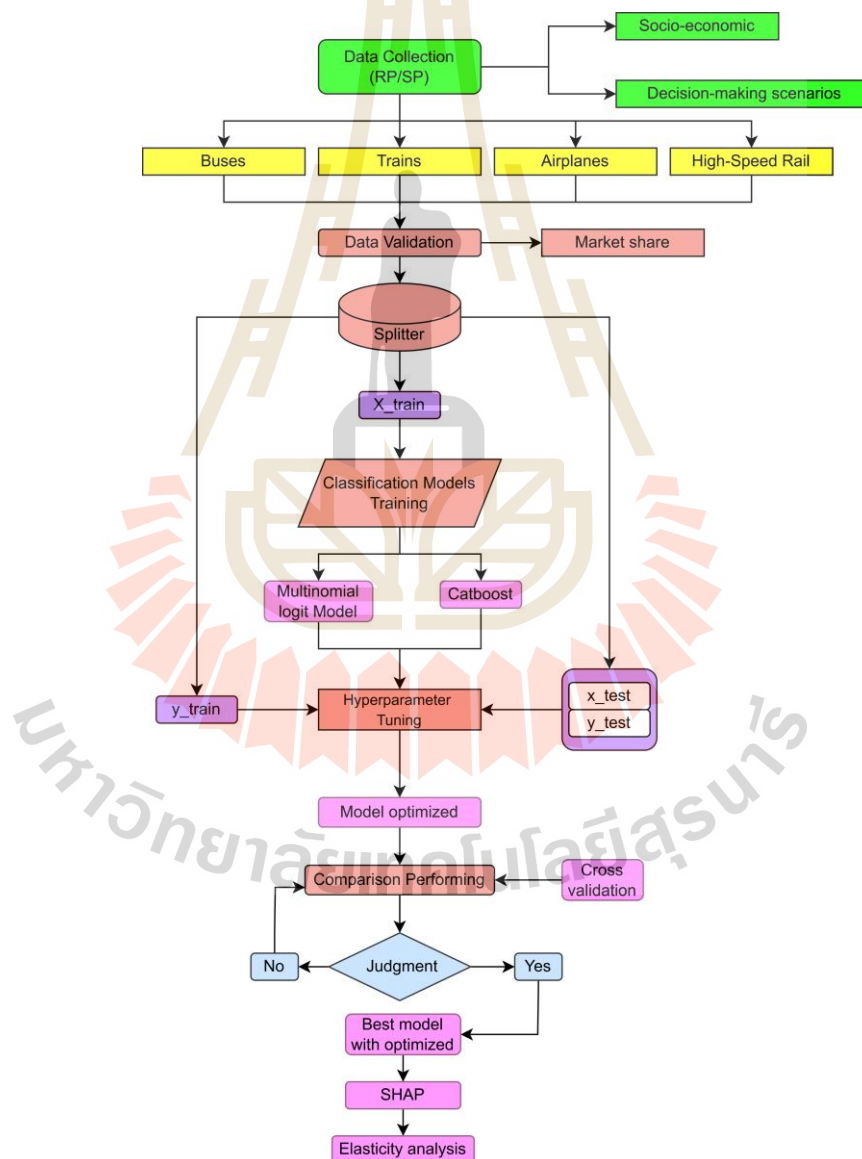 Data Collection
(RP/SP)
Socio-economic
Decision-making scenarios
Buses
Trains
Airplanes
High-Speed Rail
Data Validation
Market share
Splitter
X_train
Classification Models
Training
Multinomial
logit Model
Catboost
y_train
Hyperparameter
Tuning
x_test
y_test
Model optimized
Comparison Performing
Cross
validation
No
Judgment
Yes
Best model
with optimized
SHAP
Elasticity analysis
มหาวิทยาลัยเทคโนโลยีสุรนารี